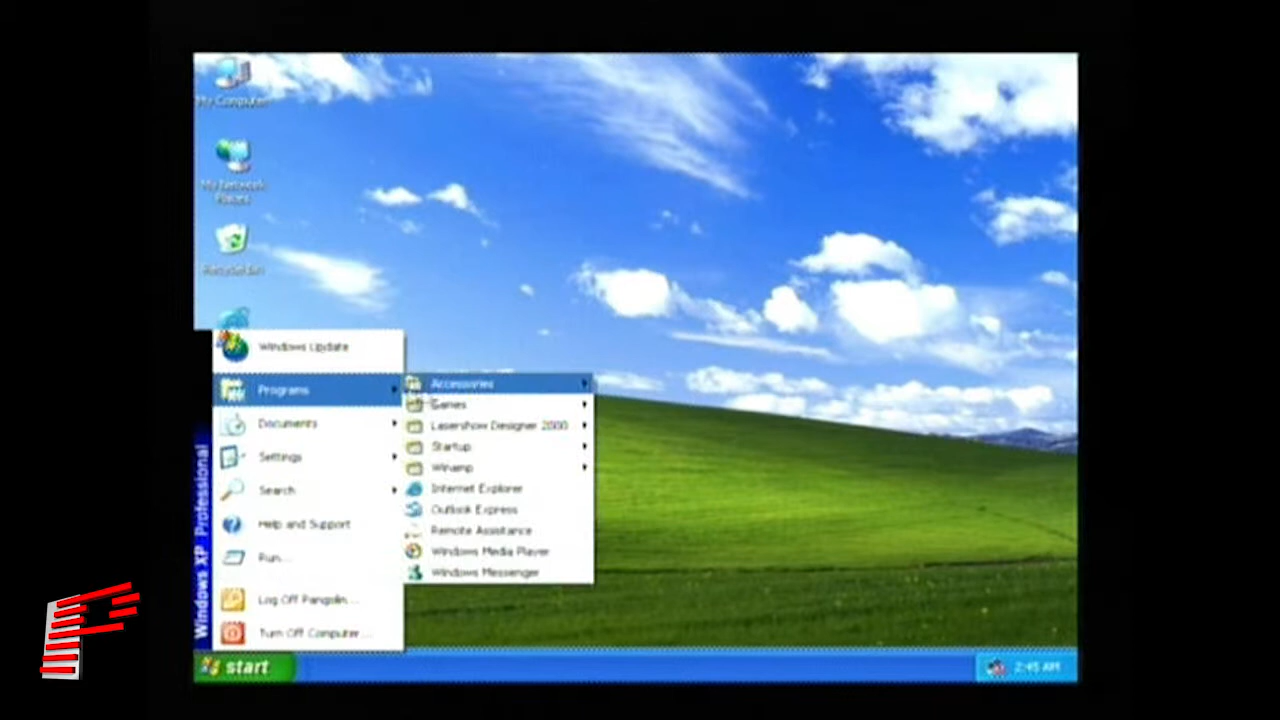 My Computer
My Network
Places
Recycle Bin
Windows Update
Programs
Documents
Settings
Search
Help and Support
Run...
Log Off Pangolin...
Turn Off Computer...
Accessories
Games
Lasershow Designer 2000
Startup
Winamp
Internet Explorer
Outlook Express
Remote Assistance
Windows Media Player
Windows Messenger
Windows XP Professional
start
2:45 AM